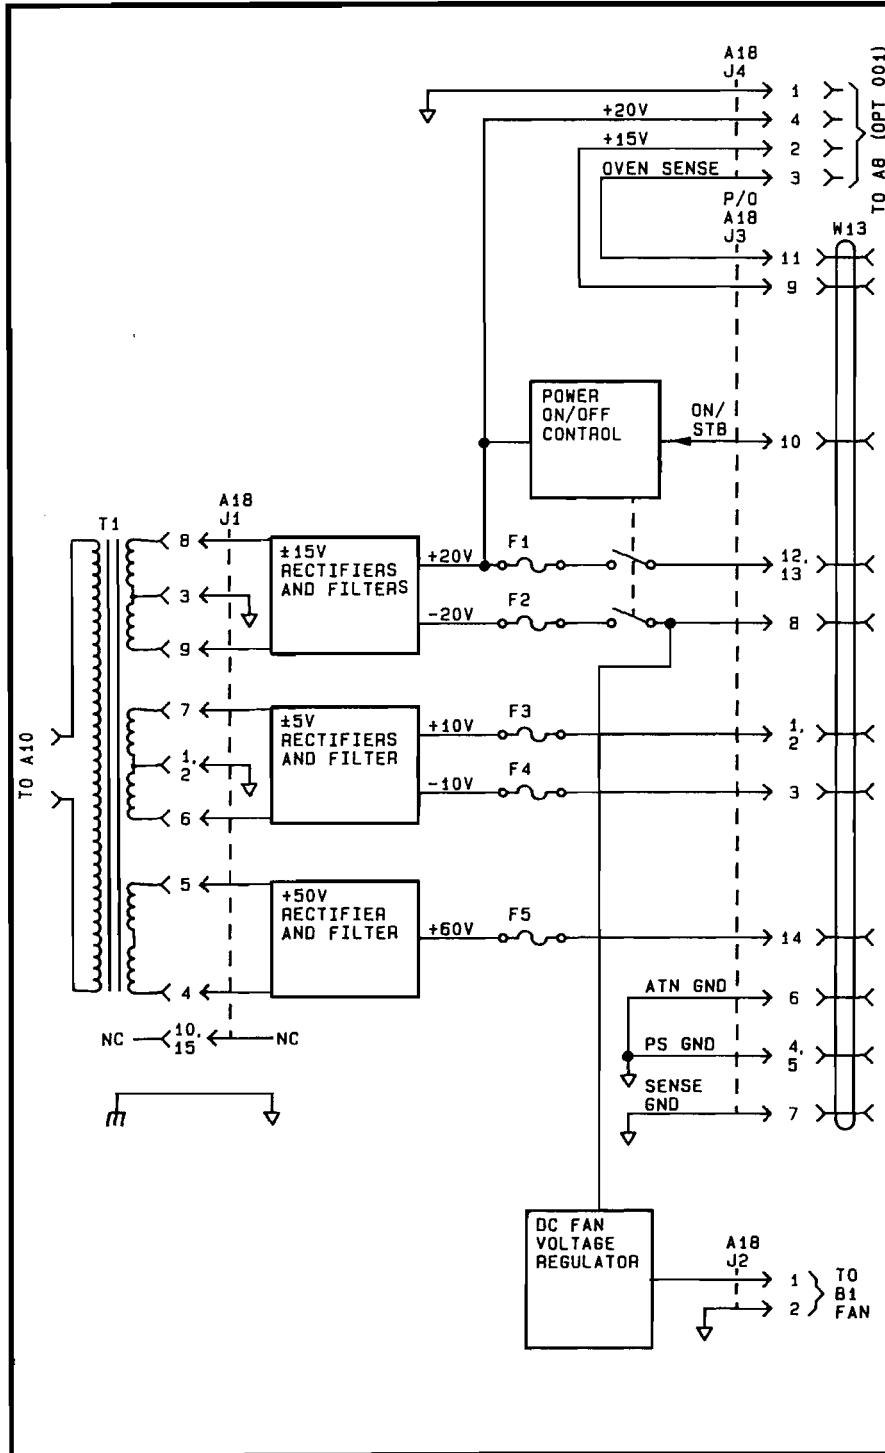 A18
J4
1
+20V
4
+15V
2
OVEN SENSE
3
TO A8 (OPT 001)
P/O
A18
J3
W13
11
9
POWER
ON/OFF
CONTROL
ON/
STB
10
T1
A18
J1
8
±15V
RECTIFIERS
AND FILTERS
+20V
F1
12,
13
3
-20V
F2
8
9
7
±5V
RECTIFIERS
AND FILTER
+10V
F3
1,
2
TO A10
1,
2
-10V
F4
3
6
5
+50V
RECTIFIER
AND FILTER
+60V
F5
14
4
ATN GND
6
NC
10,
15
NC
PS GND
4,
5
SENSE
GND
7
DC FAN
VOLTAGE
REGULATOR
A18
J2
1
2
TO
B1
FAN